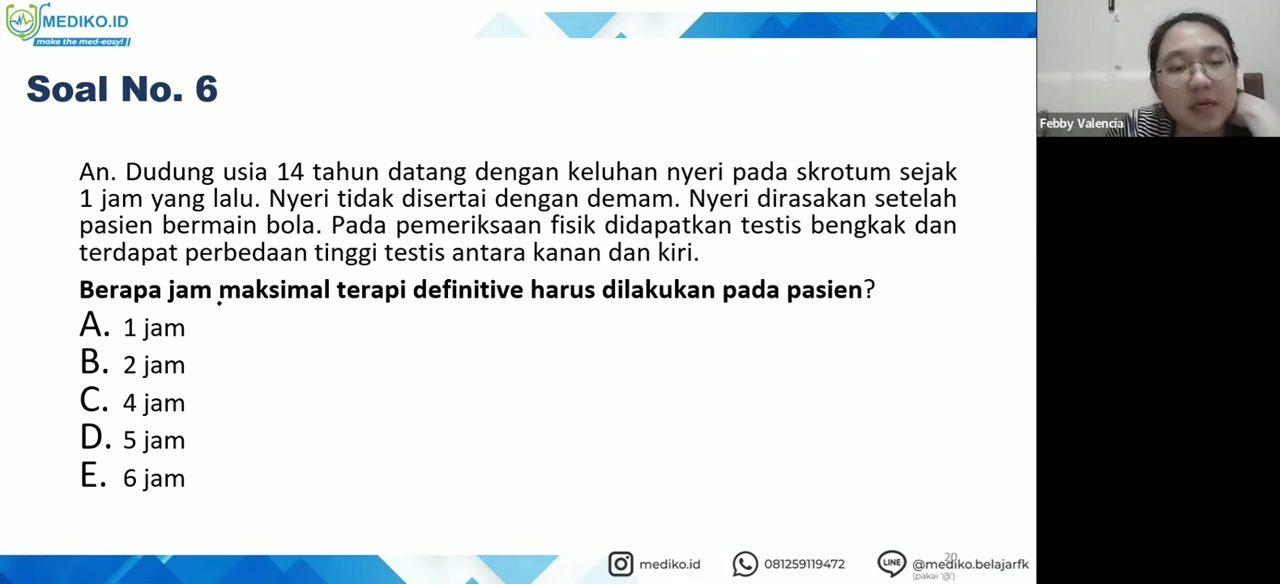 MEDIKO.ID
make the med-easy!
Soal No. 6
Febby Valencia
An. Dudung usia 14 tahun datang dengan keluhan nyeri pada skrotum sejak
1 jam yang lalu. Nyeri tidak disertai dengan demam. Nyeri dirasakan setelah
pasien bermain bola. Pada pemeriksaan fisik didapatkan testis bengkak dan
terdapat perbedaan tinggi testis antara kanan dan kiri.
Berapa jam maksimal terapi definitive harus dilakukan pada pasien?
A. 1 jam
B. 2 jam
C. 4 jam
D. 5 jam
E. 6 jam
mediko.id
081259119472
LINE
@mediko.belajarfk
(pakai '@')
20